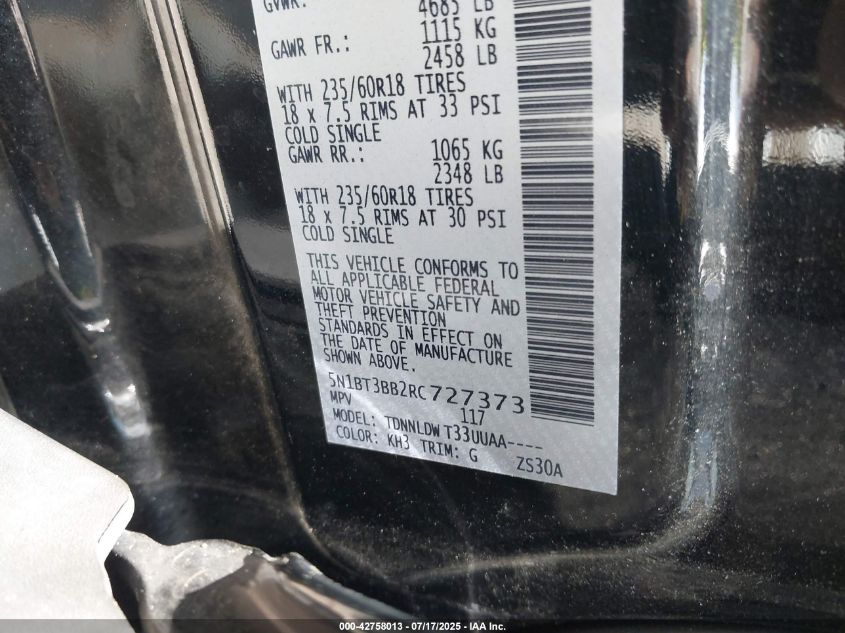 GVWR: 4685 LB
GAWR FR.: 1115 KG
2458 LB
WITH 235/60R18 TIRES
18 x 7.5 RIMS AT 33 PSI
COLD SINGLE
GAWR RR.: 1065 KG
2348 LB
WITH 235/60R18 TIRES
18 x 7.5 RIMS AT 30 PSI
COLD SINGLE
THIS VEHICLE CONFORMS TO
ALL APPLICABLE FEDERAL
MOTOR VEHICLE SAFETY AND
THEFT PREVENTION
STANDARDS IN EFFECT ON
THE DATE OF MANUFACTURE
SHOWN ABOVE.
5N1BT3BB2RC727373
MPV 117
MODEL: TDNNLDW T33UUAA----
COLOR: KH3 TRIM: G ZS30A
000-42758013 - 07/17/2025 - IAA Inc.